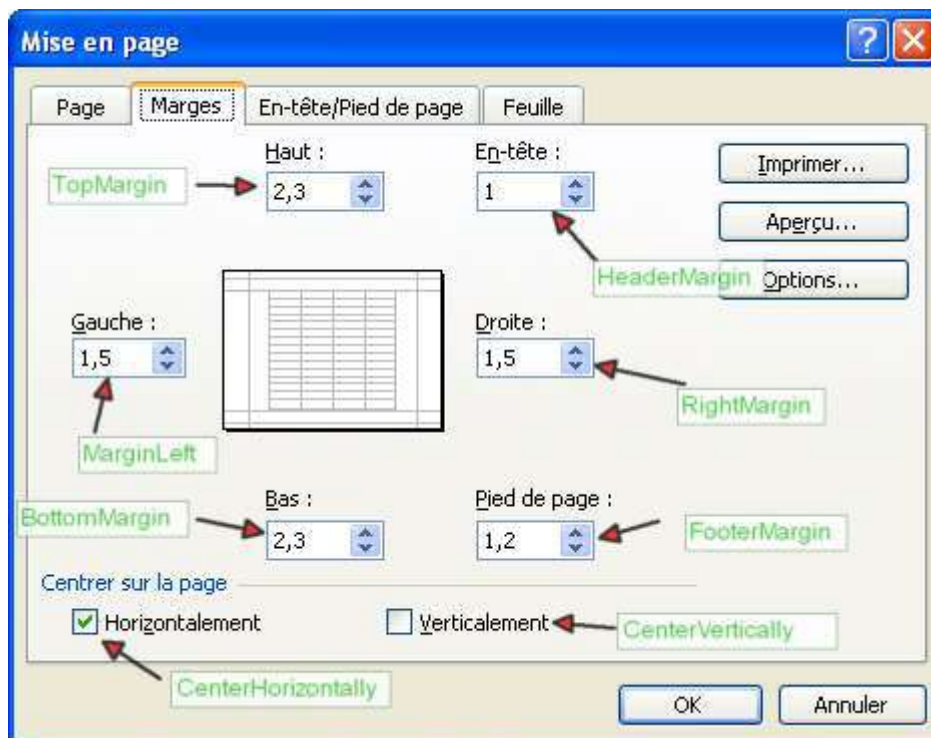 Mise en page
Page Marges En-tête/Pied de page Feuille
Haut : En-tête :
TopMargin 2,3 1 Imprimer...
Aperçu...
HeaderMargin Options...
Gauche : Droite :
1,5 1,5
RightMargin
MarginLeft
Bas : Pied de page :
BottomMargin 2,3 1,2 FooterMargin
Centrer sur la page
Horizontalement Verticalement CenterVertically
CenterHorizontally
OK Annuler